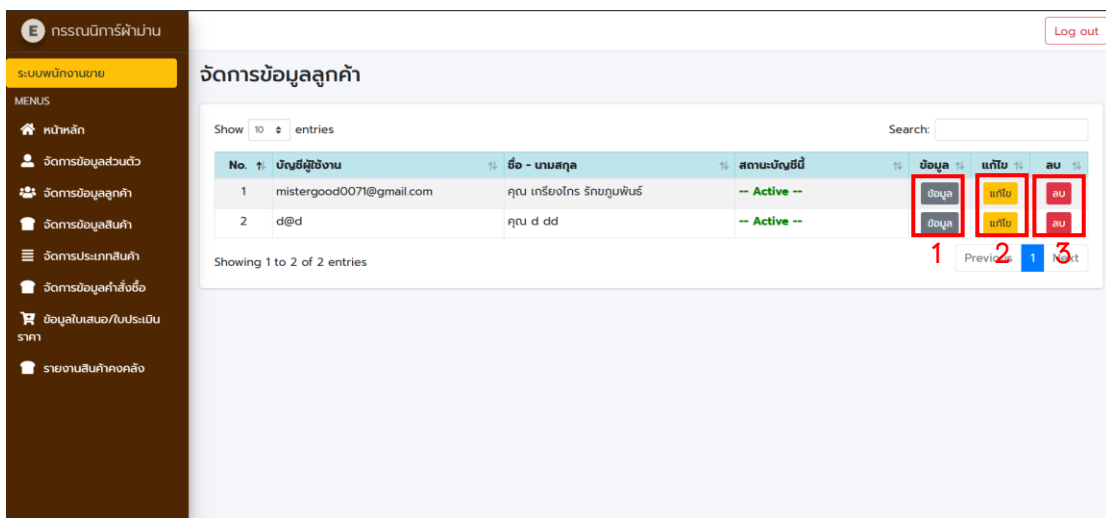 E กรรณนิการ์ผ้าม่าน
Log out
ระบบพนักงานขาย
MENUS
หน้าหลัก
จัดการข้อมูลส่วนตัว
จัดการข้อมูลลูกค้า
จัดการข้อมูลสินค้า
จัดการประเภทสินค้า
จัดการข้อมูลคำสั่งซื้อ
ข้อมูลใบเสนอ/ใบประเมิน
ราคา
รายงานสินค้าคงคลัง
จัดการข้อมูลลูกค้า
Show 10 entries
Search:
No. บัญชีผู้ใช้งาน ชื่อ - นามสกุล สถานะบัญชีนี้ ข้อมูล แก้ไข ลบ
1 mistergood0071@gmail.com คุณ เกรียงไกร รักษภูมพันธ์ -- Active -- ข้อมูล แก้ไข ลบ
2 d@d คุณ d dd -- Active -- ข้อมูล แก้ไข ลบ
1 2 3
Showing 1 to 2 of 2 entries
Previous 1 Next